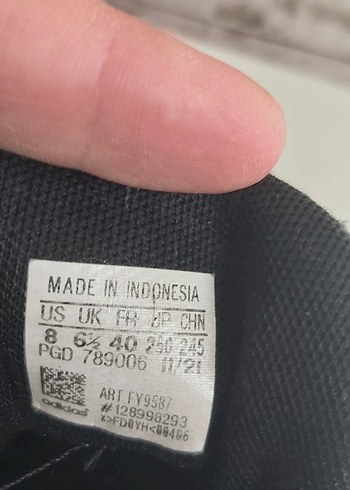 MADE IN INDONESIA
US UK FR JP CHN
8 6½ 40 250 245
PGD 789006 11/21
adidas
ART FY9587
#128998293